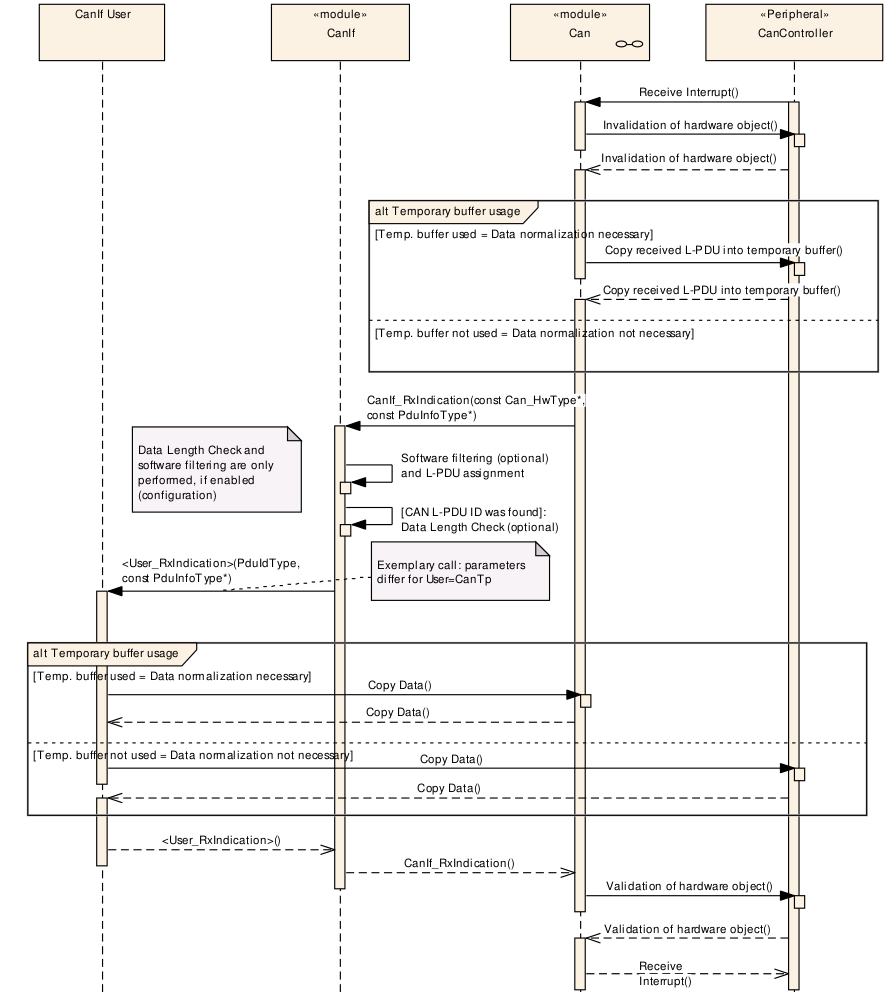 CanIf User
«module»
CanIf
«module»
Can
«Peripheral»
CanController
Receive Interrupt()
Invalidation of hardware object()
Invalidation of hardware object()
alt Temporary buffer usage
[Temp. buffer used = Data normalization necessary]
Copy received L-PDU into temporary buffer()
Copy received L-PDU into temporary buffer()
[Temp. buffer not used = Data normalization not necessary]
CanIf_RxIndication(const Can_HwType*,
const PduInfoType*)
Data Length Check and
software filtering are only
performed, if enabled
(configuration)
Software filtering (optional)
and L-PDU assignment
[CAN L-PDU ID was found]:
Data Length Check (optional)
<User_RxIndication>(PduIdType,
const PduInfoType*)
Exemplary call: parameters
differ for User=CanTp
alt Temporary buffer usage
[Temp. buffer used = Data normalization necessary]
Copy Data()
Copy Data()
[Temp. buffer not used = Data normalization not necessary]
Copy Data()
Copy Data()
<User_RxIndication>()
CanIf_RxIndication()
Validation of hardware object()
Validation of hardware object()
Receive
Interrupt()